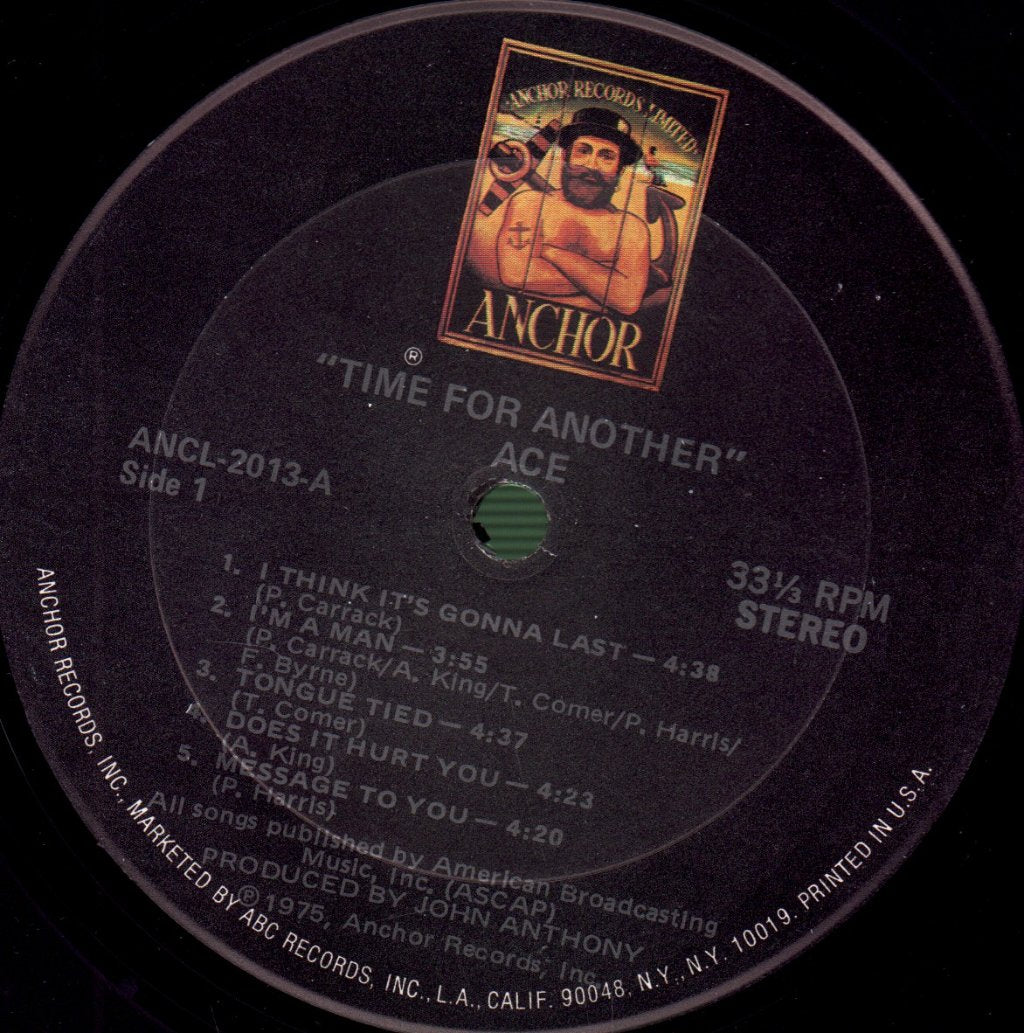 ANCHOR RECORDS LIMITED
ANCHOR
®
"TIME FOR ANOTHER"
ACE
ANCL-2013-A
Side 1
33⅓ RPM
STEREO
1. I THINK IT'S GONNA LAST — 4:38
(P. Carrack)
2. I'M A MAN — 3:55
(P. Carrack/A. King/T. Comer/P. Harris/
F. Byrne)
3. TONGUE TIED — 4:37
(T. Comer)
4. DOES IT HURT YOU — 4:23
(A. King)
5. MESSAGE TO YOU — 4:20
(P. Harris)
All songs published by American Broadcasting
Music, Inc. (ASCAP)
PRODUCED BY JOHN ANTHONY
℗ 1975, Anchor Records, Inc.
ANCHOR RECORDS, INC., MARKETED BY ABC RECORDS, INC., L.A., CALIF. 90048, N.Y., N.Y. 10019. PRINTED IN U.S.A.